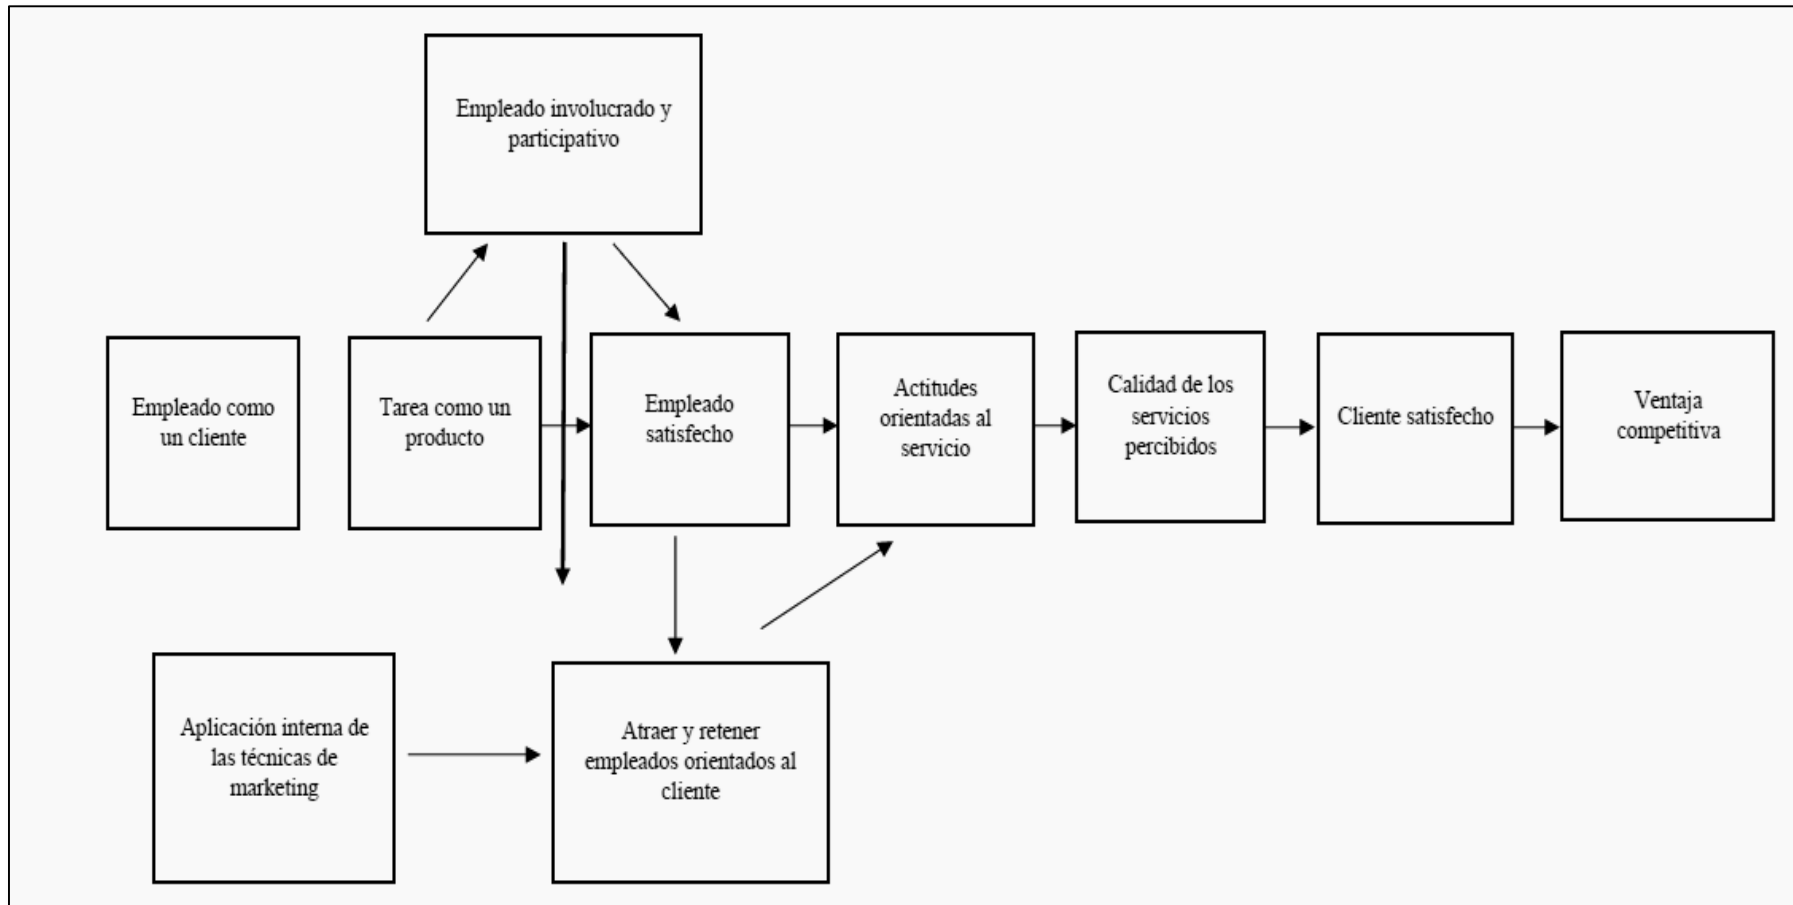 Empleado involucrado y
participativo
Empleado como
un cliente
Tarea como un
producto
Empleado
satisfecho
Actitudes
orientadas al
servicio
Calidad de los
servicios
percibidos
Cliente satisfecho
Ventaja
competitiva
Aplicación interna de
las técnicas de
marketing
Atraer y retener
empleados orientados al
cliente